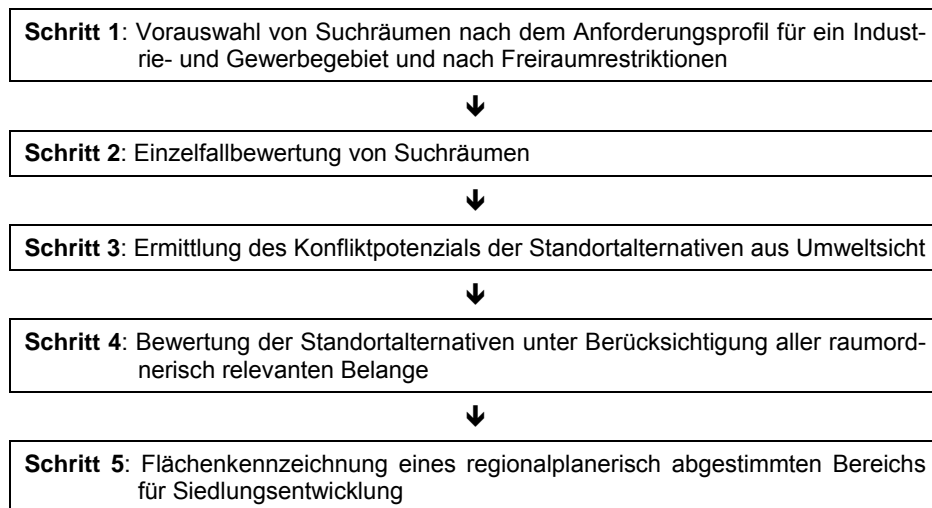 Schritt 1: Vorauswahl von Suchräumen nach dem Anforderungsprofil für ein Indust-
rie- und Gewerbegebiet und nach Freiraumrestriktionen
Schritt 2: Einzelfallbewertung von Suchräumen
Schritt 3: Ermittlung des Konfliktpotenzials der Standortalternativen aus Umweltsicht
Schritt 4: Bewertung der Standortalternativen unter Berücksichtigung aller raumord-
nerisch relevanten Belange
Schritt 5: Flächenkennzeichnung eines regionalplanerisch abgestimmten Bereichs
für Siedlungsentwicklung